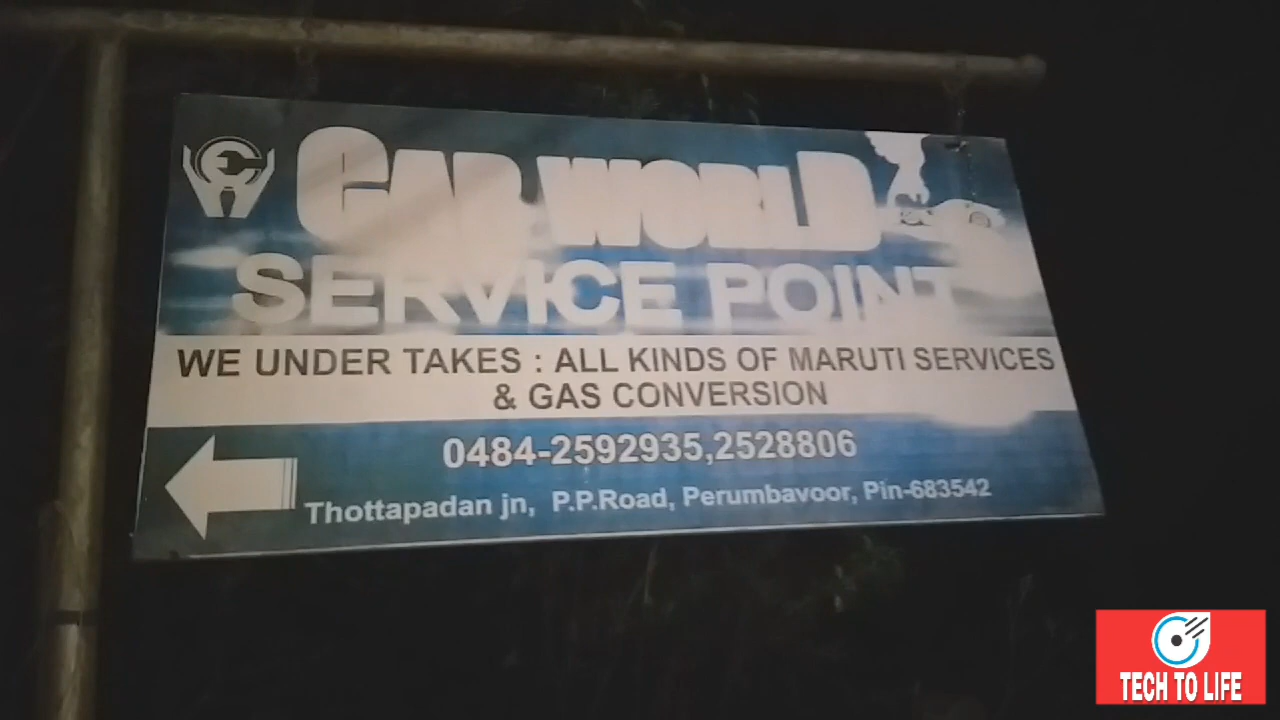 CAR WORLD
SERVICE POINT
WE UNDER TAKES : ALL KINDS OF MARUTI SERVICES
& GAS CONVERSION
0484-2592935,2528806
Thottapadan jn, P.P.Road, Perumbavoor, Pin-683542
TECH TO LIFE